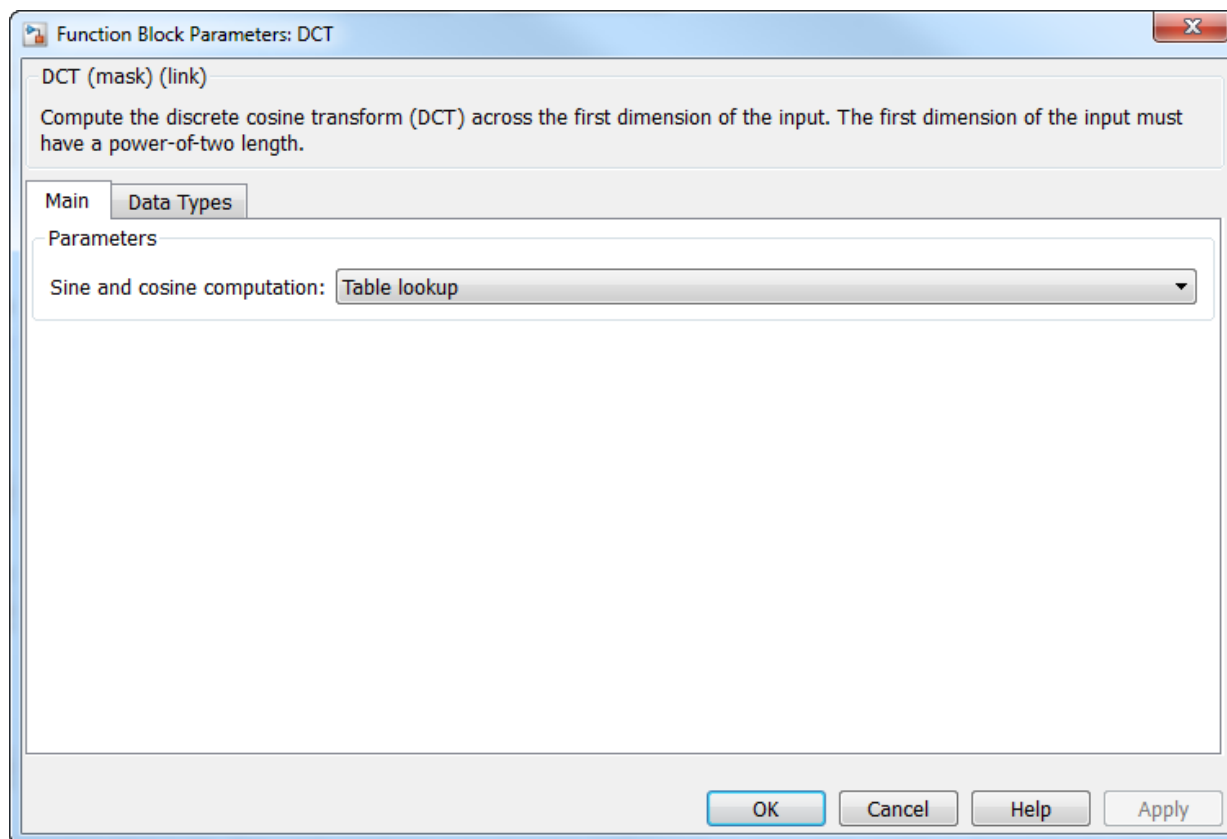 Function Block Parameters: DCT
DCT (mask) (link)
Compute the discrete cosine transform (DCT) across the first dimension of the input. The first dimension of the input must
have a power-of-two length.
Main Data Types
Parameters
Sine and cosine computation: Table lookup
OK Cancel Help Apply